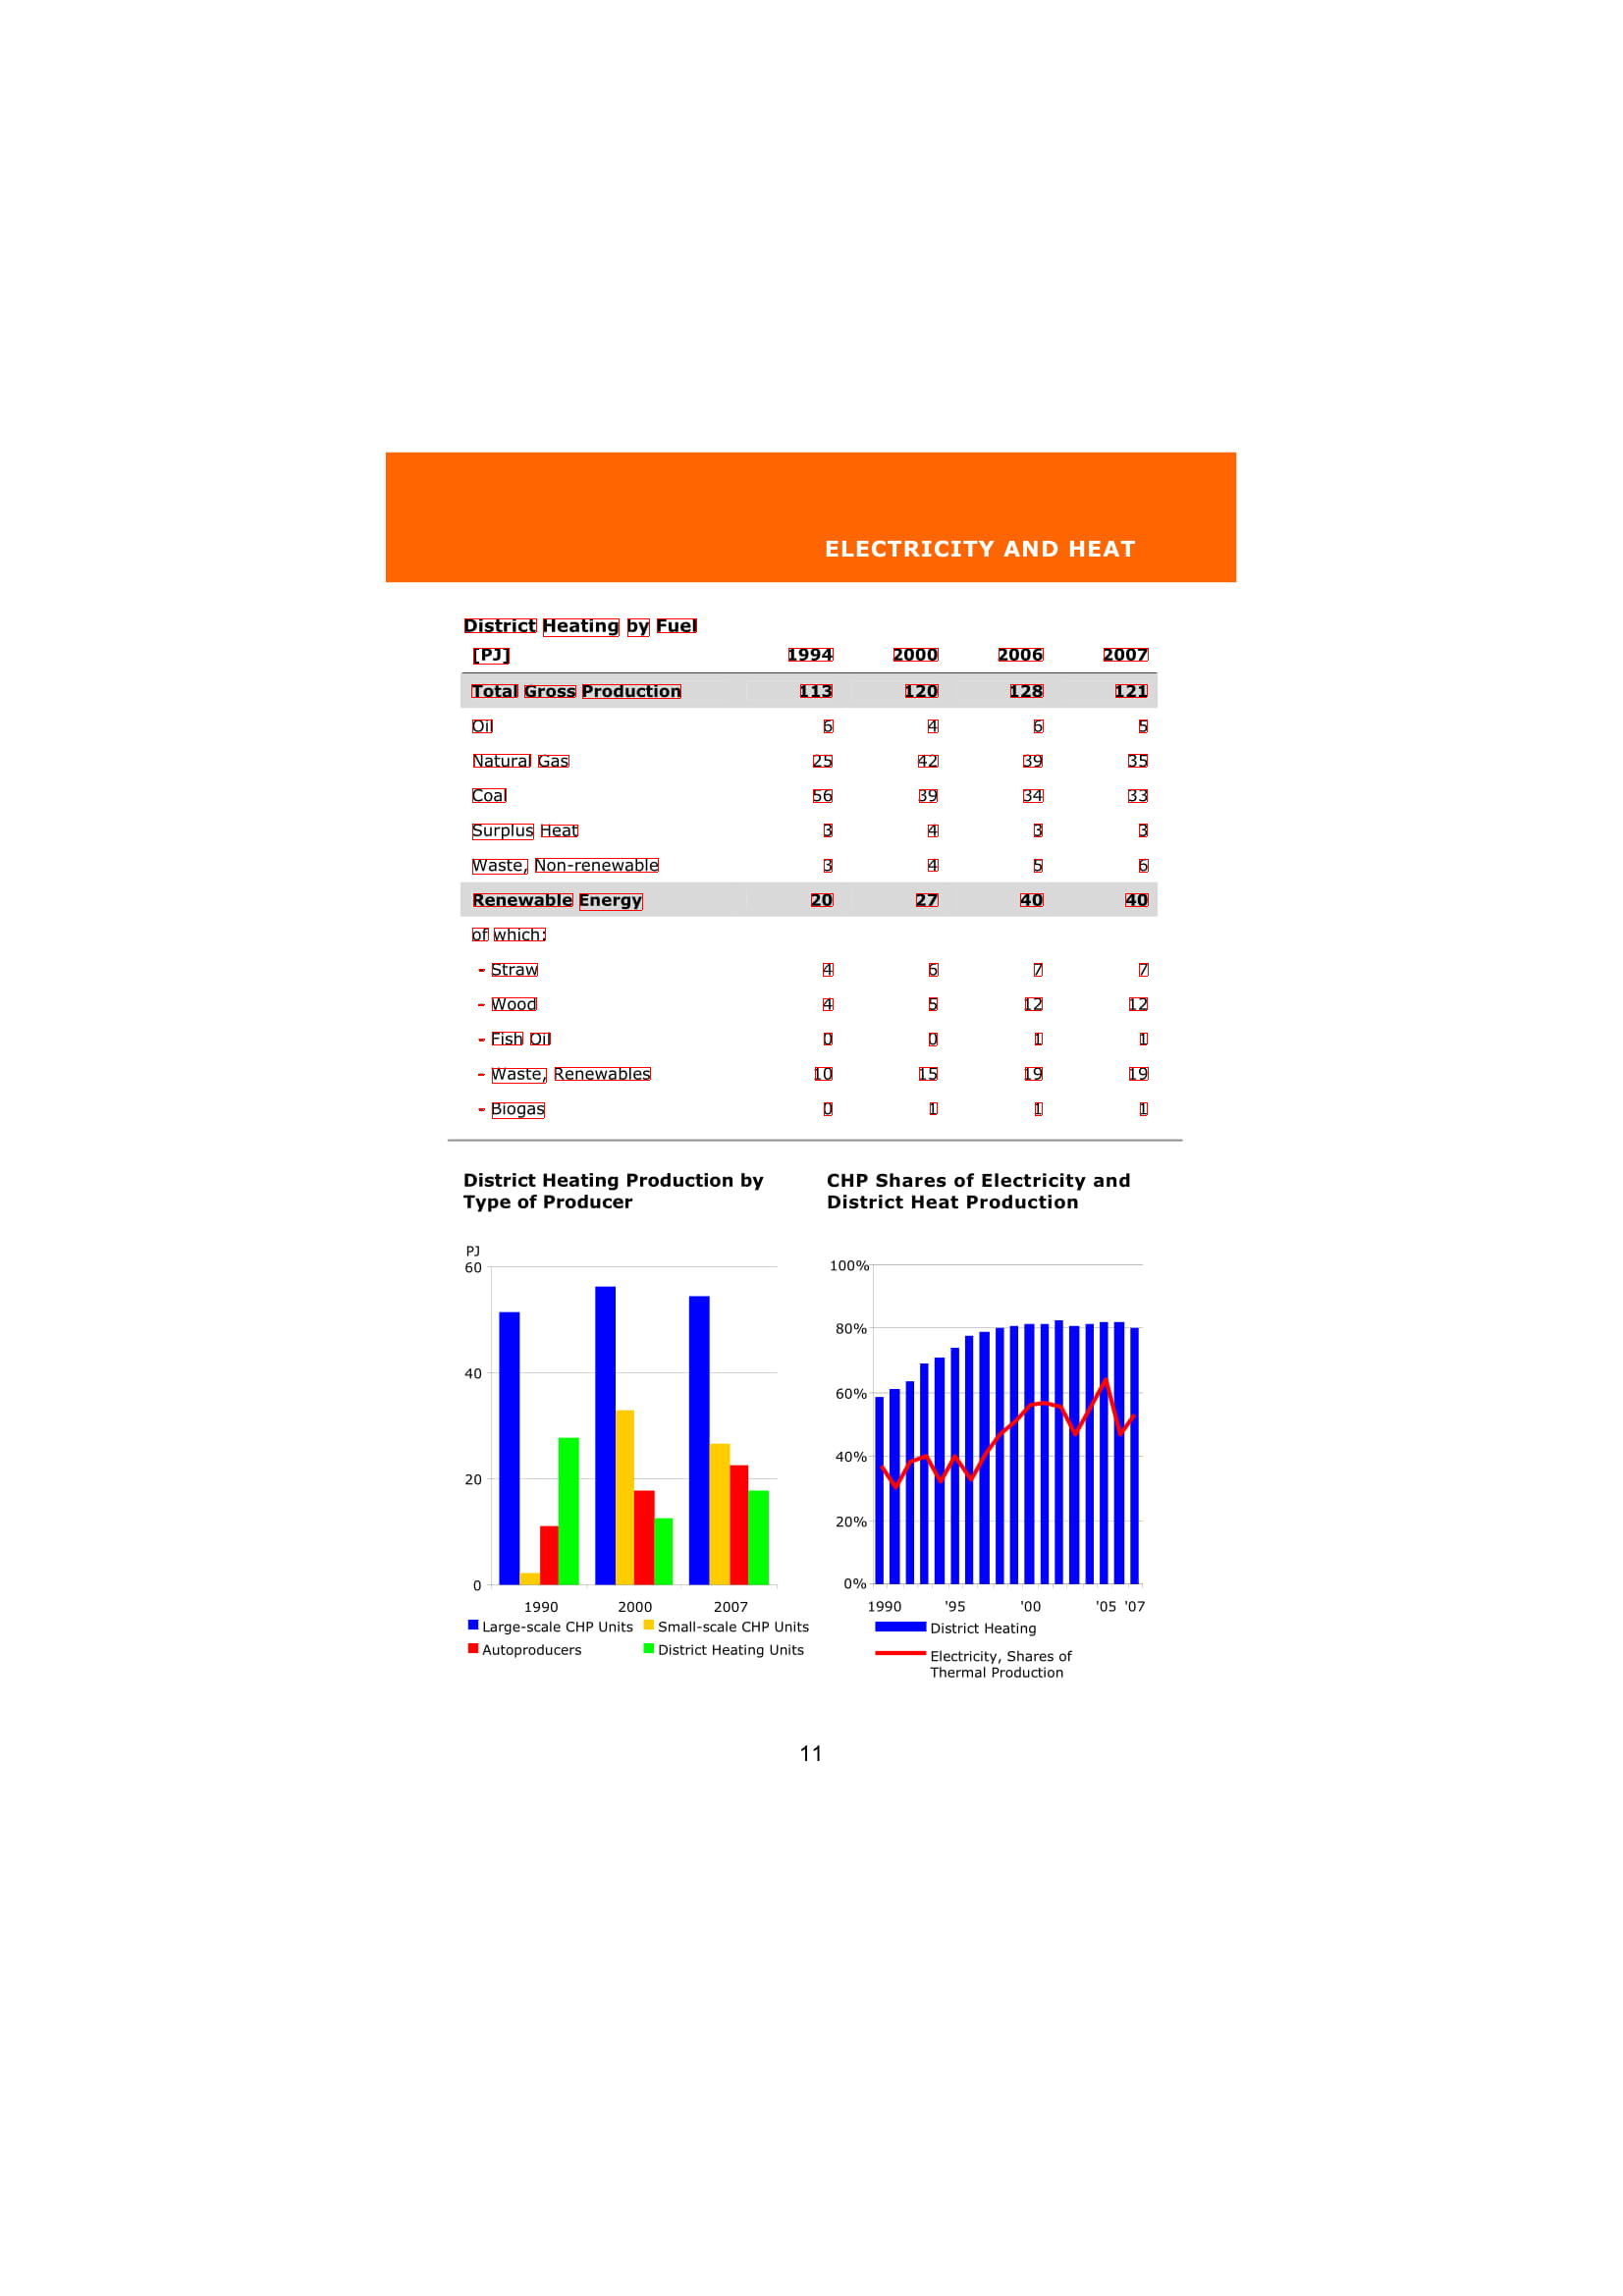 ELECTRICITY AND HEAT
District Heating by Fuel
[PJ] 1994 2000 2006 2007
Total Gross Production 113 120 128 121
Oil 6 4 6 5
Natural Gas 25 42 39 35
Coal 56 39 34 33
Surplus Heat 3 4 3 3
Waste, Non-renewable 3 4 5 6
Renewable Energy 20 27 40 40
of which:
- Straw 4 6 7 7
- Wood 4 5 12 12
- Fish Oil 0 0 1 1
- Waste, Renewables 10 15 19 19
- Biogas 0 1 1 1
District Heating Production by
Type of Producer
PJ
60
40
20
0
1990 2000 2007
Large-scale CHP Units Small-scale CHP Units
Autoproducers District Heating Units
CHP Shares of Electricity and
District Heat Production
100%
80%
60%
40%
20%
0%
1990 '95 '00 '05 '07
District Heating
Electricity, Shares of
Thermal Production
11